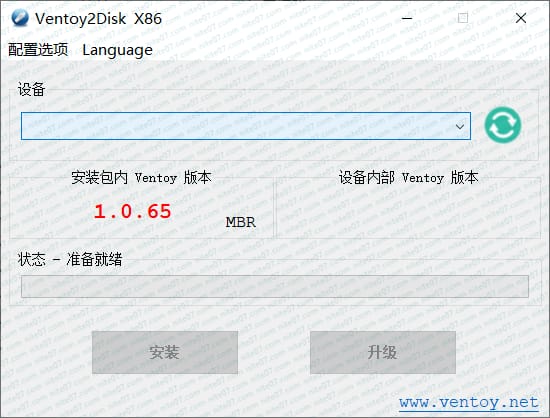 Ventoy2Disk X86
配置选项 Language
设备
安装包内 Ventoy 版本
设备内部 Ventoy 版本
1.0.65
MBR
状态 - 准备就绪
安装
升级
www.ventoy.net